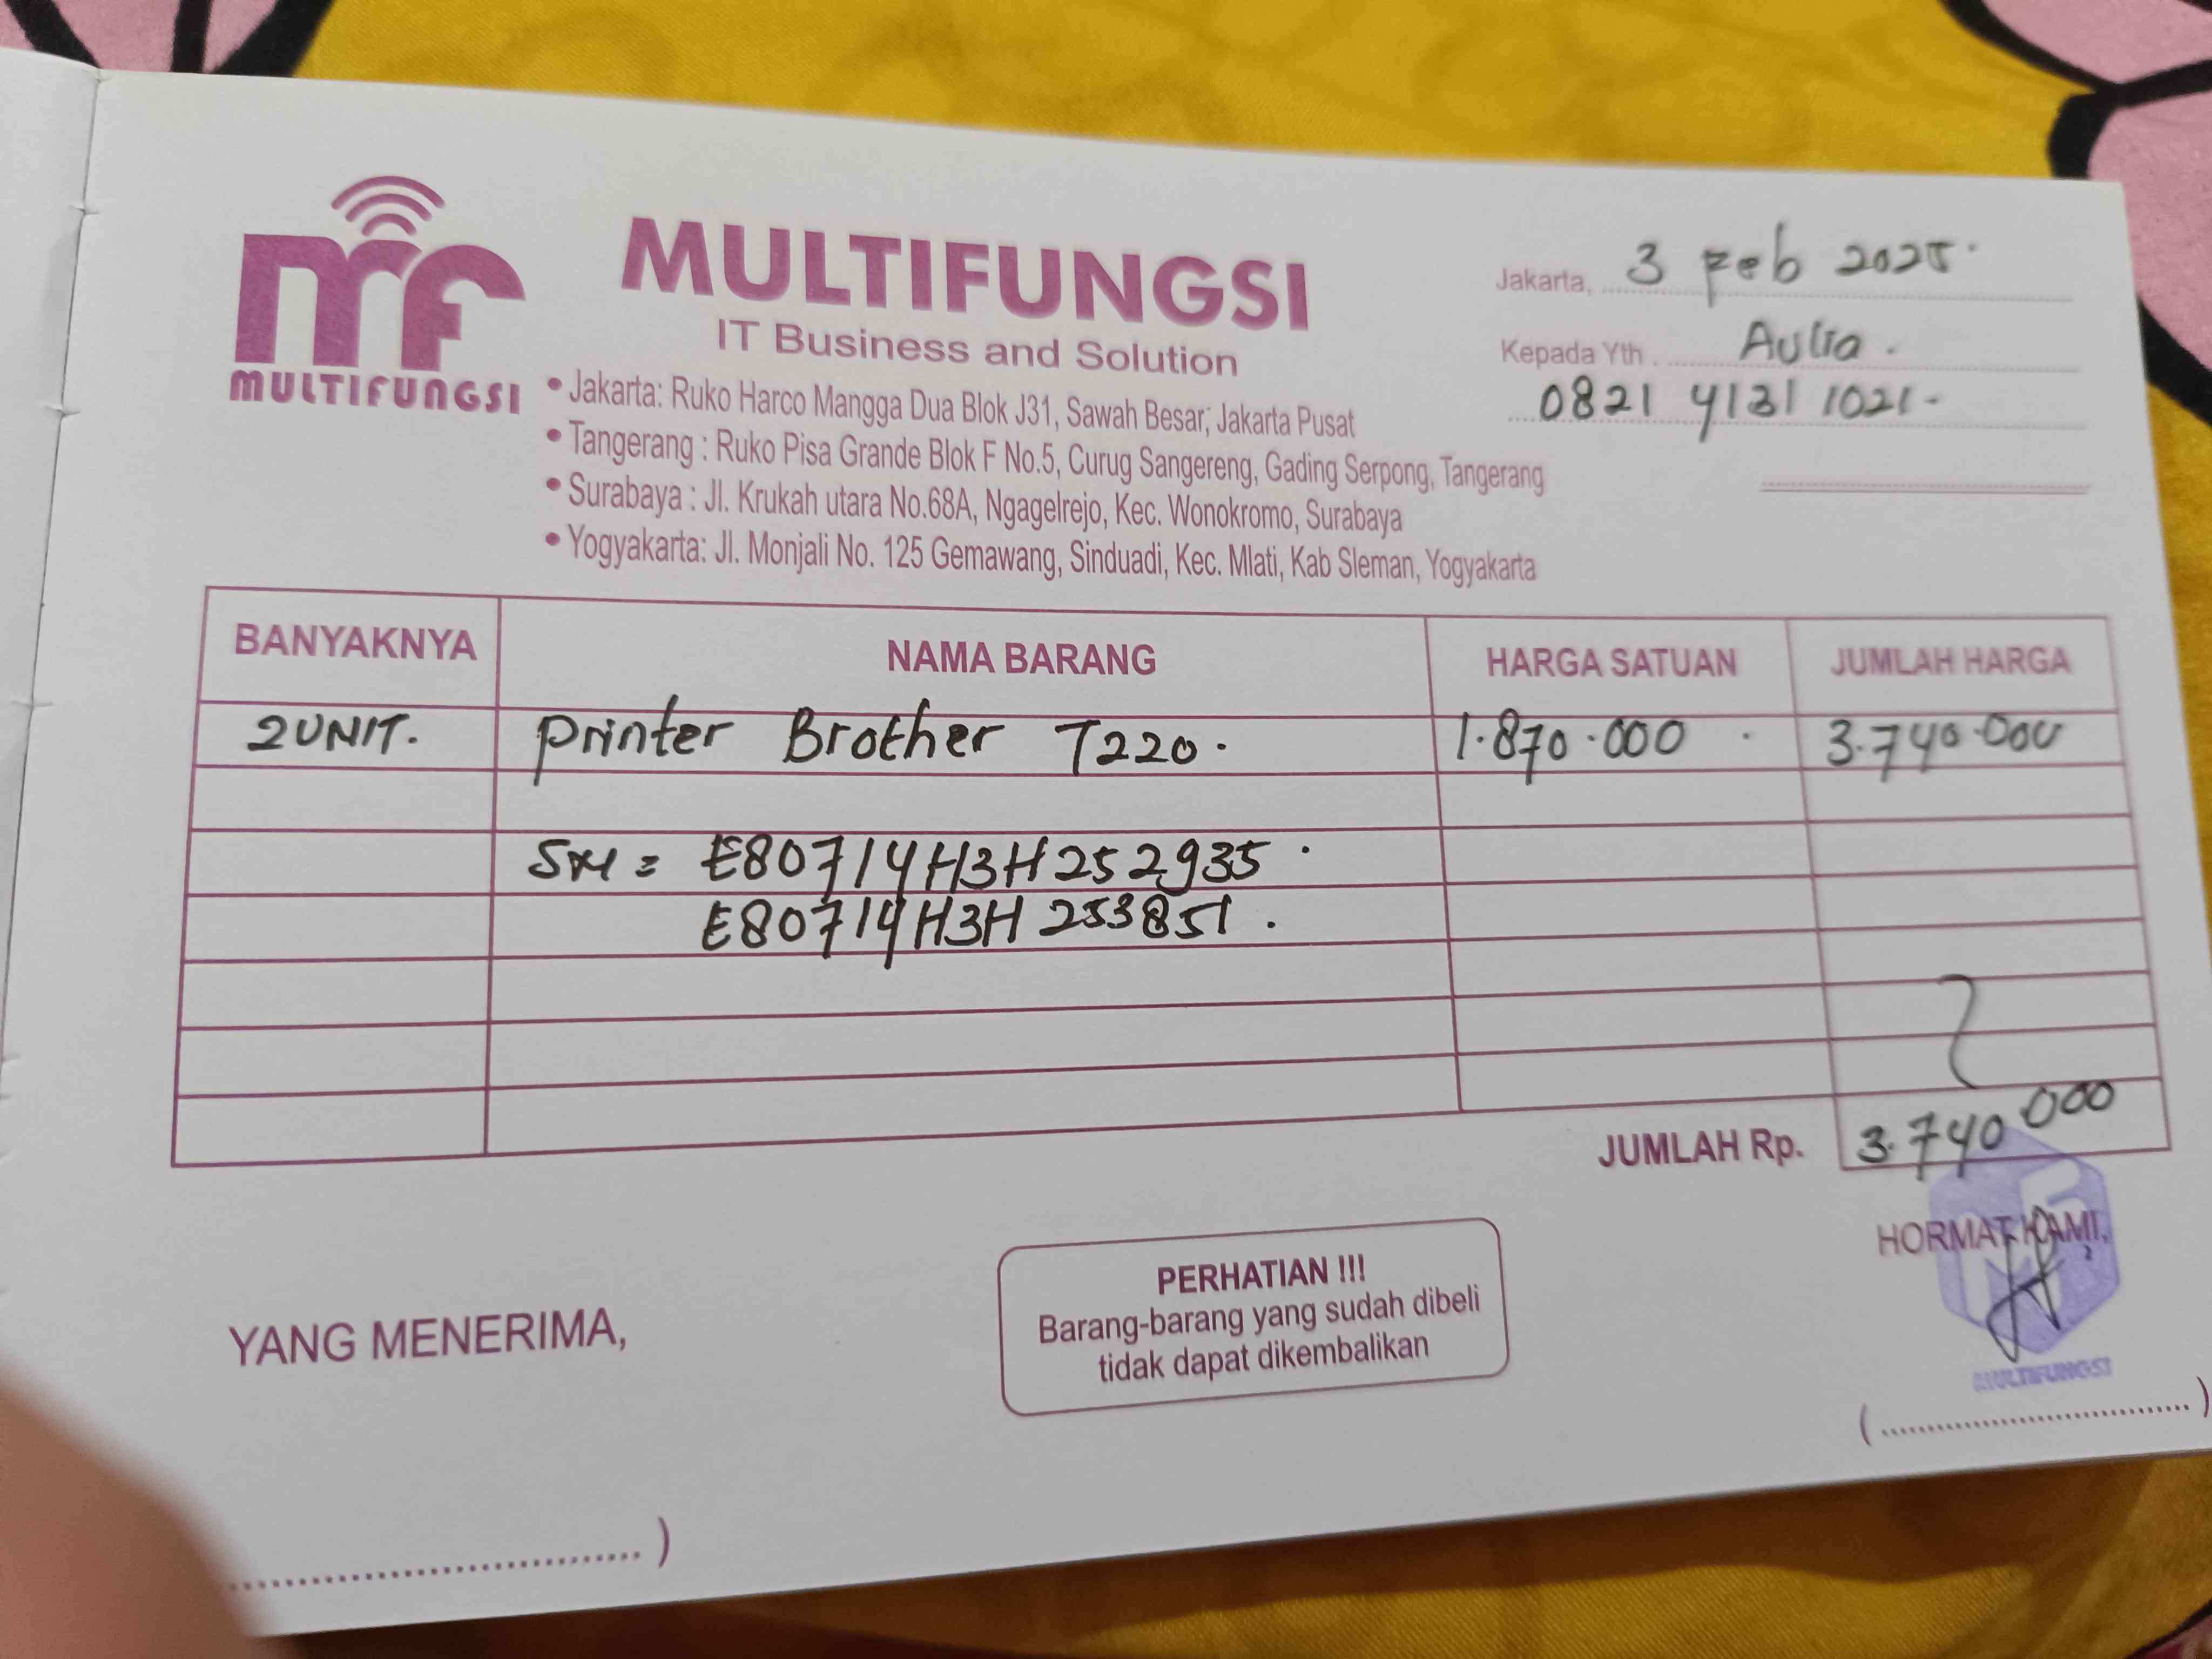 MULTIFUNGSI
MULTIFUNGSI
IT Business and Solution
• Jakarta: Ruko Harco Mangga Dua Blok J31, Sawah Besar, Jakarta Pusat
• Tangerang : Ruko Pisa Grande Blok F No.5, Curug Sangereng, Gading Serpong, Tangerang
• Surabaya : Jl. Krukah utara No.68A, Ngagelrejo, Kec. Wonokromo, Surabaya
• Yogyakarta: Jl. Monjali No. 125 Gemawang, Sinduadi, Kec. Mlati, Kab Sleman, Yogyakarta
Jakarta, 3 Feb 2025.
Kepada Yth. Aulia.
0821 4131 1021-
BANYAKNYA NAMA BARANG HARGA SATUAN JUMLAH HARGA
2 UNIT. Printer Brother T220. 1.870.000 3.740.000
SN = E80714H3H252935
E80714H3H253851.
JUMLAH Rp. 3.740.000
HORMAT KAMI,
MULTIFUNGSI
(..............................)
PERHATIAN !!!
Barang-barang yang sudah dibeli
tidak dapat dikembalikan
YANG MENERIMA,
..............................)